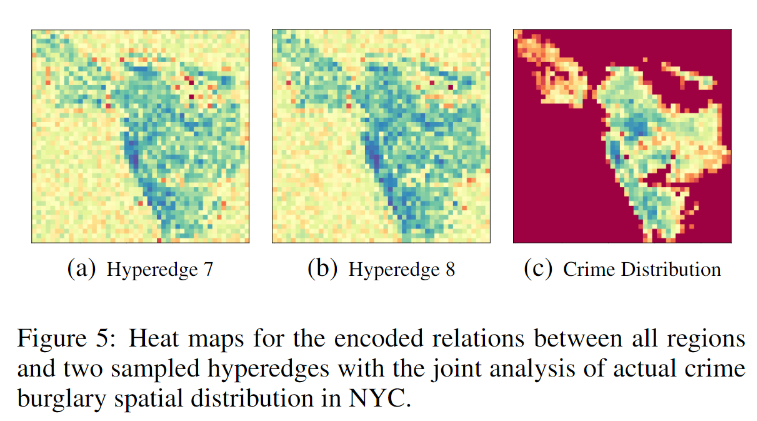 (a) Hyperedge 7
(b) Hyperedge 8
(c) Crime Distribution
Figure 5: Heat maps for the encoded relations between all regions
and two sampled hyperedges with the joint analysis of actual crime
burglary spatial distribution in NYC.